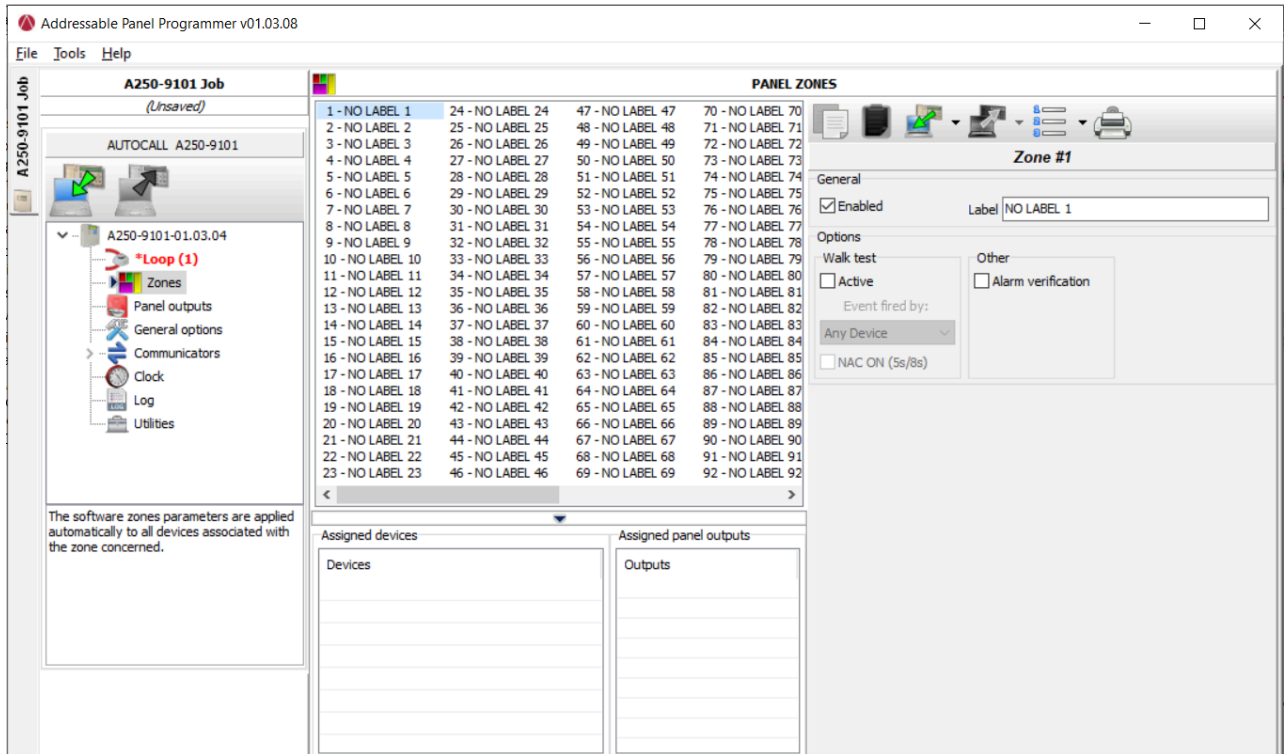 Addressable Panel Programmer v01.03.08
File Tools Help
A250-9101 Job
A250-9101 Job
(Unsaved)
AUTOCALL A250-9101
A250-9101-01.03.04
*Loop (1)
Zones
Panel outputs
General options
Communicators
Clock
Log
LOG
Utilities
The software zones parameters are applied
automatically to all devices associated with
the zone concerned.
PANEL ZONES
1 - NO LABEL 1
2 - NO LABEL 2
3 - NO LABEL 3
4 - NO LABEL 4
5 - NO LABEL 5
6 - NO LABEL 6
7 - NO LABEL 7
8 - NO LABEL 8
9 - NO LABEL 9
10 - NO LABEL 10
11 - NO LABEL 11
12 - NO LABEL 12
13 - NO LABEL 13
14 - NO LABEL 14
15 - NO LABEL 15
16 - NO LABEL 16
17 - NO LABEL 17
18 - NO LABEL 18
19 - NO LABEL 19
20 - NO LABEL 20
21 - NO LABEL 21
22 - NO LABEL 22
23 - NO LABEL 23
24 - NO LABEL 24
25 - NO LABEL 25
26 - NO LABEL 26
27 - NO LABEL 27
28 - NO LABEL 28
29 - NO LABEL 29
30 - NO LABEL 30
31 - NO LABEL 31
32 - NO LABEL 32
33 - NO LABEL 33
34 - NO LABEL 34
35 - NO LABEL 35
36 - NO LABEL 36
37 - NO LABEL 37
38 - NO LABEL 38
39 - NO LABEL 39
40 - NO LABEL 40
41 - NO LABEL 41
42 - NO LABEL 42
43 - NO LABEL 43
44 - NO LABEL 44
45 - NO LABEL 45
46 - NO LABEL 46
47 - NO LABEL 47
48 - NO LABEL 48
49 - NO LABEL 49
50 - NO LABEL 50
51 - NO LABEL 51
52 - NO LABEL 52
53 - NO LABEL 53
54 - NO LABEL 54
55 - NO LABEL 55
56 - NO LABEL 56
57 - NO LABEL 57
58 - NO LABEL 58
59 - NO LABEL 59
60 - NO LABEL 60
61 - NO LABEL 61
62 - NO LABEL 62
63 - NO LABEL 63
64 - NO LABEL 64
65 - NO LABEL 65
66 - NO LABEL 66
67 - NO LABEL 67
68 - NO LABEL 68
69 - NO LABEL 69
70 - NO LABEL 70
71 - NO LABEL 71
72 - NO LABEL 72
73 - NO LABEL 73
74 - NO LABEL 74
75 - NO LABEL 75
76 - NO LABEL 76
77 - NO LABEL 77
78 - NO LABEL 78
79 - NO LABEL 79
80 - NO LABEL 80
81 - NO LABEL 81
82 - NO LABEL 82
83 - NO LABEL 83
84 - NO LABEL 84
85 - NO LABEL 85
86 - NO LABEL 86
87 - NO LABEL 87
88 - NO LABEL 88
89 - NO LABEL 89
90 - NO LABEL 90
91 - NO LABEL 91
92 - NO LABEL 92
Assigned devices
Devices
Assigned panel outputs
Outputs
Zone #1
General
Enabled
Label NO LABEL 1
Options
Walk test
Active
Event fired by:
Any Device
NAC ON (5s/8s)
Other
Alarm verification